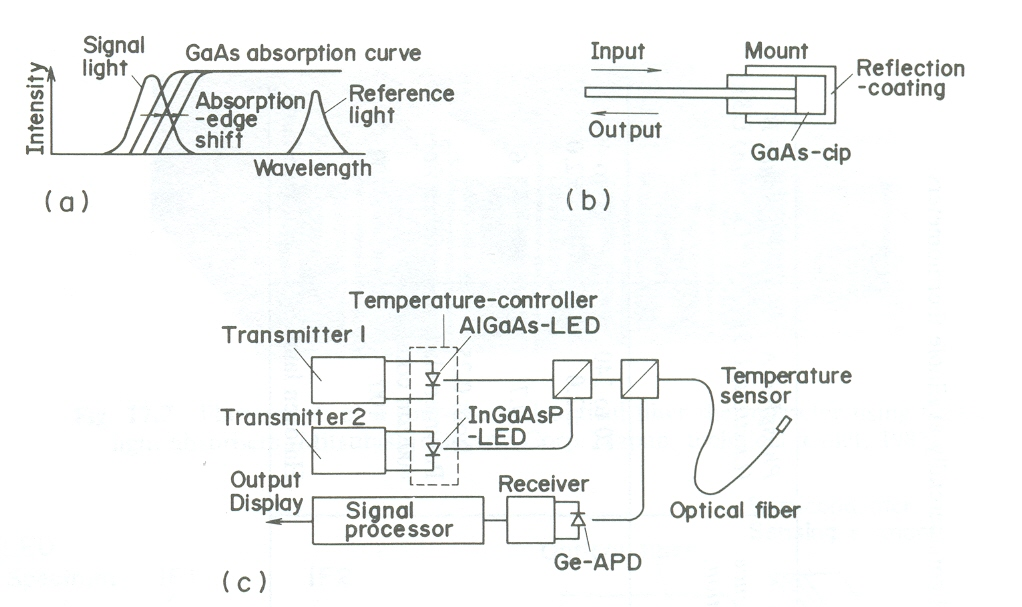 Signal
light
GaAs absorption curve
Intensity
Absorption
-edge
shift
Reference
light
Wavelength
(a)
Input
Mount
Reflection
-coating
Output
GaAs-cip
(b)
Temperature-controller
AlGaAs-LED
Transmitter 1
Transmitter 2
InGaAsP
-LED
Temperature
sensor
Output
Display
Receiver
Signal
processor
Optical fiber
Ge-APD
(c)